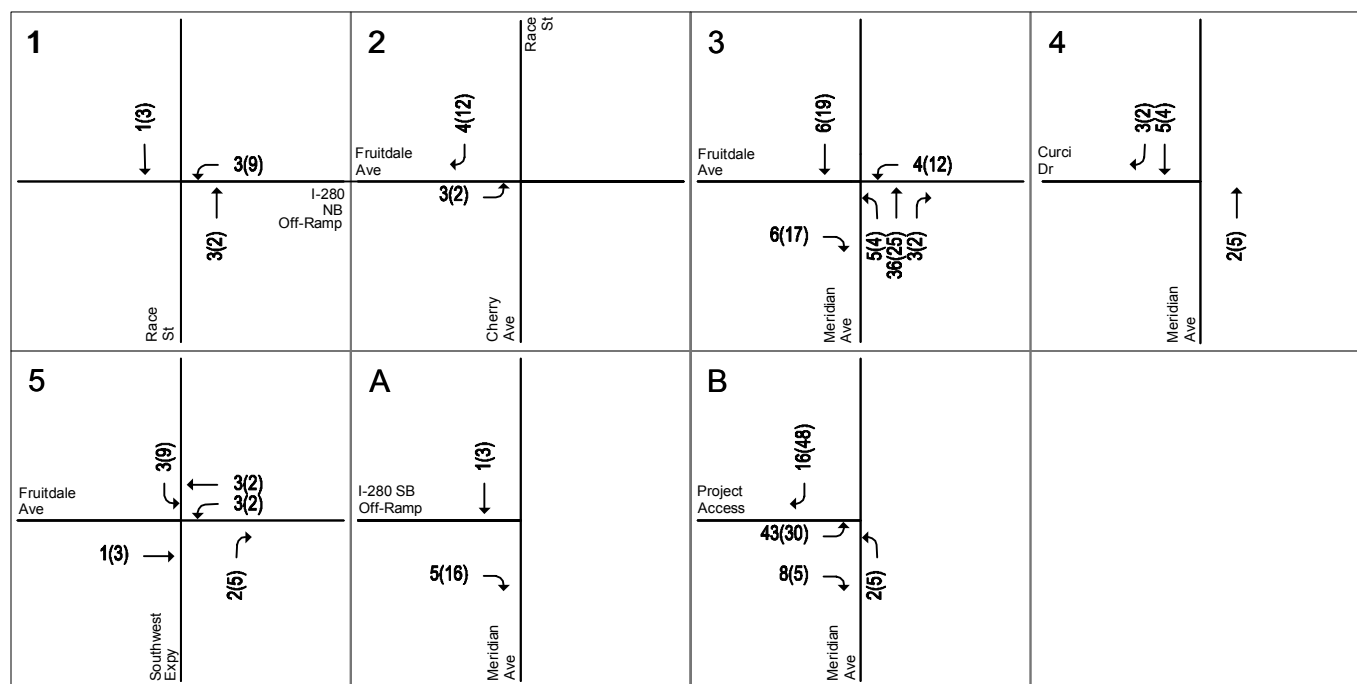 1
1(3)
3(9)
I-280
NB
Off-Ramp
3(2)
Race
St
2
Race
St
4(12)
Fruitdale
Ave
3(2)
Cherry
Ave
3
6(19)
Fruitdale
Ave
4(12)
6(17)
5(4)
36(25)
3(2)
Meridian
Ave
4
3(2)
5(4)
Curci
Dr
2(5)
Meridian
Ave
5
3(9)
Fruitdale
Ave
3(2)
3(2)
1(3)
2(5)
Southwest
Expy
A
1(3)
I-280 SB
Off-Ramp
5(16)
Meridian
Ave
B
16(48)
Project
Access
43(30)
8(5)
2(5)
Meridian
Ave